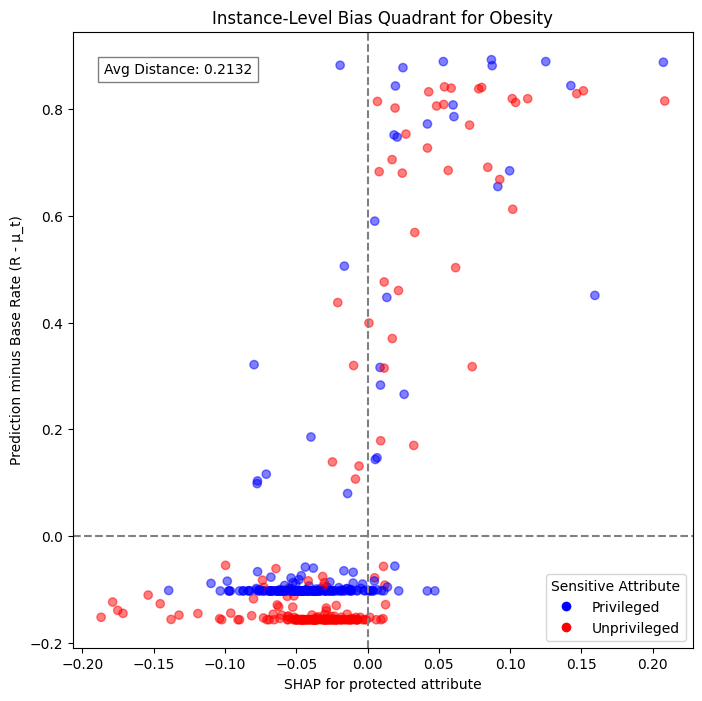 Instance-Level Bias Quadrant for Obesity
Avg Distance: 0.2132
Prediction minus Base Rate (R - μ_t)
0.8
0.6
0.4
0.2
0.0
−0.2
Sensitive Attribute
Privileged
Unprivileged
−0.20 −0.15 −0.10 −0.05 0.00 0.05 0.10 0.15 0.20
SHAP for protected attribute